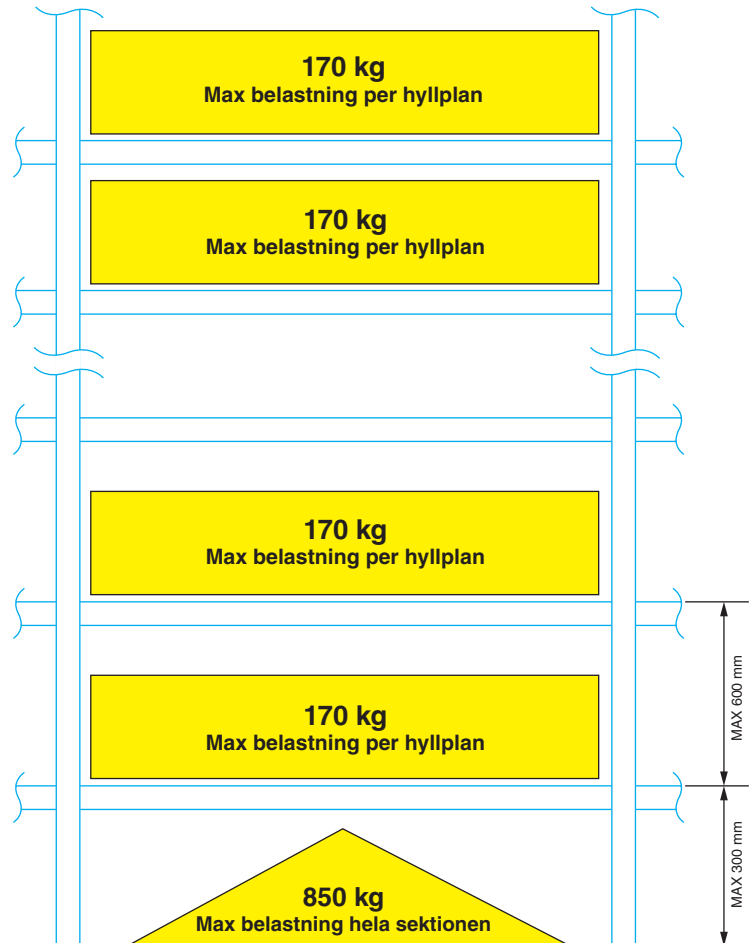 170 kg
Max belastning per hyllplan
170 kg
Max belastning per hyllplan
170 kg
Max belastning per hyllplan
MAX 600 mm
170 kg
Max belastning per hyllplan
MAX 300 mm
850 kg
Max belastning hela sektionen